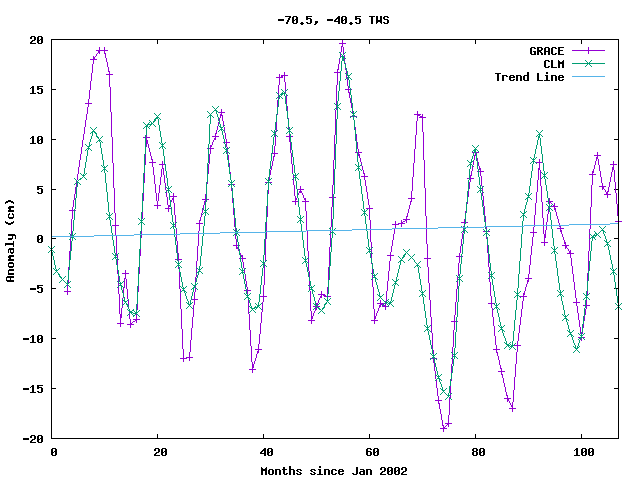 -70.5, -40.5 TWS
GRACE
CLM
Trend Line
20
15
10
5
0
-5
-10
-15
-20
Anomaly (cm)
0 20 40 60 80 100
Months since Jan 2002